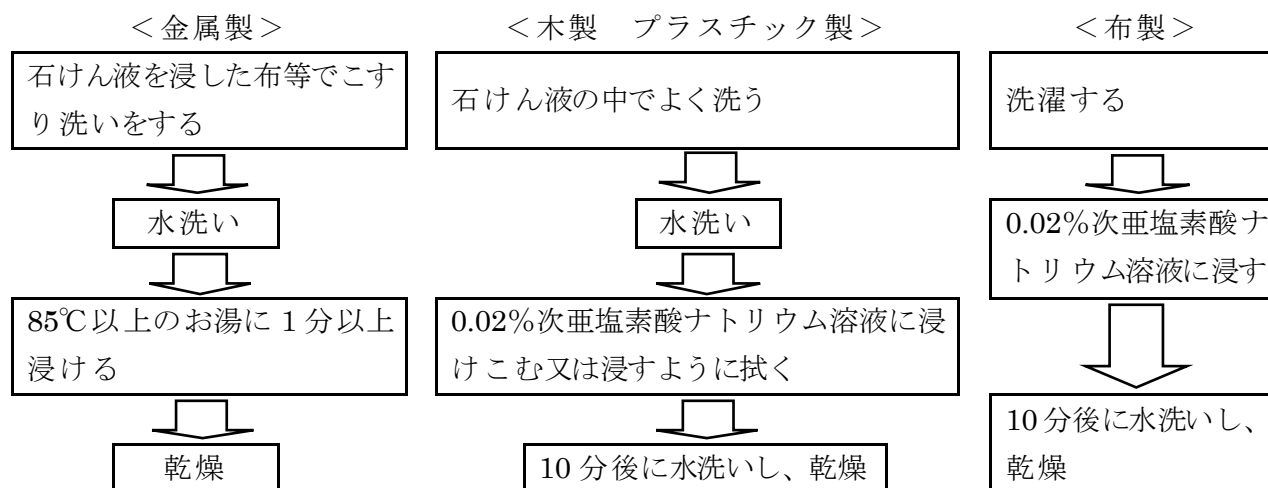 <金属製>
石けん液を浸した布等でこす
り洗いをする
水洗い
85℃以上のお湯に1分以上
浸ける
乾燥
<木製　プラスチック製>
石けん液の中でよく洗う
水洗い
0.02%次亜塩素酸ナトリウム溶液に浸
けこむ又は浸すように拭く
10分後に水洗いし、乾燥
<布製>
洗濯する
0.02%次亜塩素酸ナ
トリウム溶液に浸す
10分後に水洗いし、
乾燥